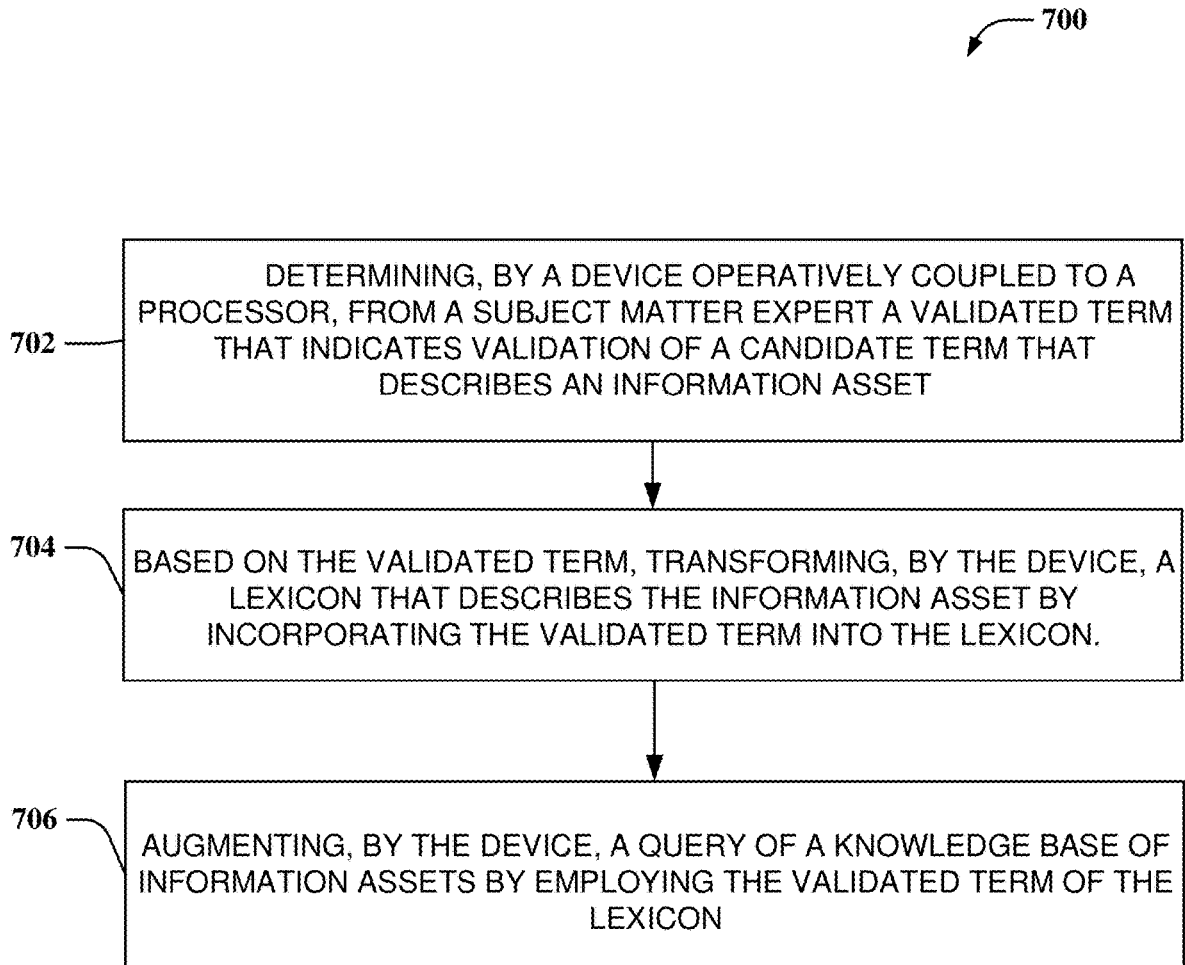 700
702
DETERMINING, BY A DEVICE OPERATIVELY COUPLED TO A
PROCESSOR, FROM A SUBJECT MATTER EXPERT A VALIDATED TERM
THAT INDICATES VALIDATION OF A CANDIDATE TERM THAT
DESCRIBES AN INFORMATION ASSET
704
BASED ON THE VALIDATED TERM, TRANSFORMING, BY THE DEVICE, A
LEXICON THAT DESCRIBES THE INFORMATION ASSET BY
INCORPORATING THE VALIDATED TERM INTO THE LEXICON.
706
AUGMENTING, BY THE DEVICE, A QUERY OF A KNOWLEDGE BASE OF
INFORMATION ASSETS BY EMPLOYING THE VALIDATED TERM OF THE
LEXICON